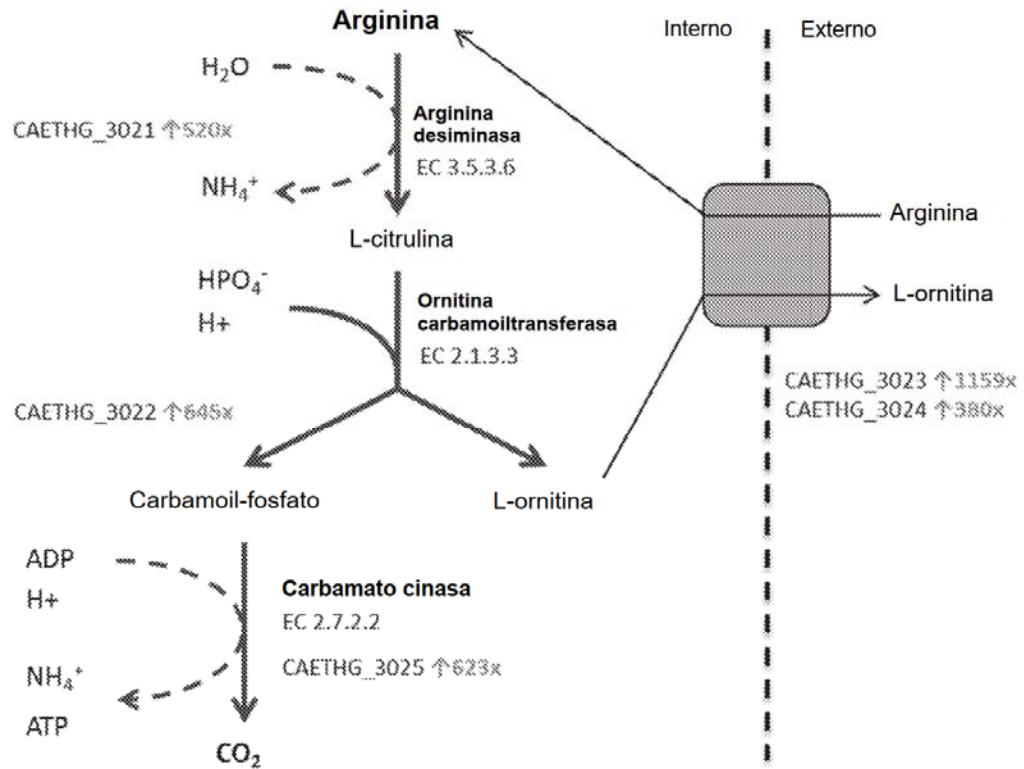 Arginina
Interno
Externo
H₂O
CAETHG_3021 ↑520x
Arginina
desiminasa
EC 3.5.3.6
NH₄⁺
L-citrulina
Arginina
L-ornitina
HPO₄⁻
H+
Ornitina
carbamoiltransferasa
EC 2.1.3.3
CAETHG_3022 ↑645x
CAETHG_3023 ↑1159x
CAETHG_3024 ↑380x
Carbamoil-fosfato
L-ornitina
ADP
H+
Carbamato cinasa
EC 2.7.2.2
CAETHG_3025 ↑623x
NH₄⁺
ATP
CO₂